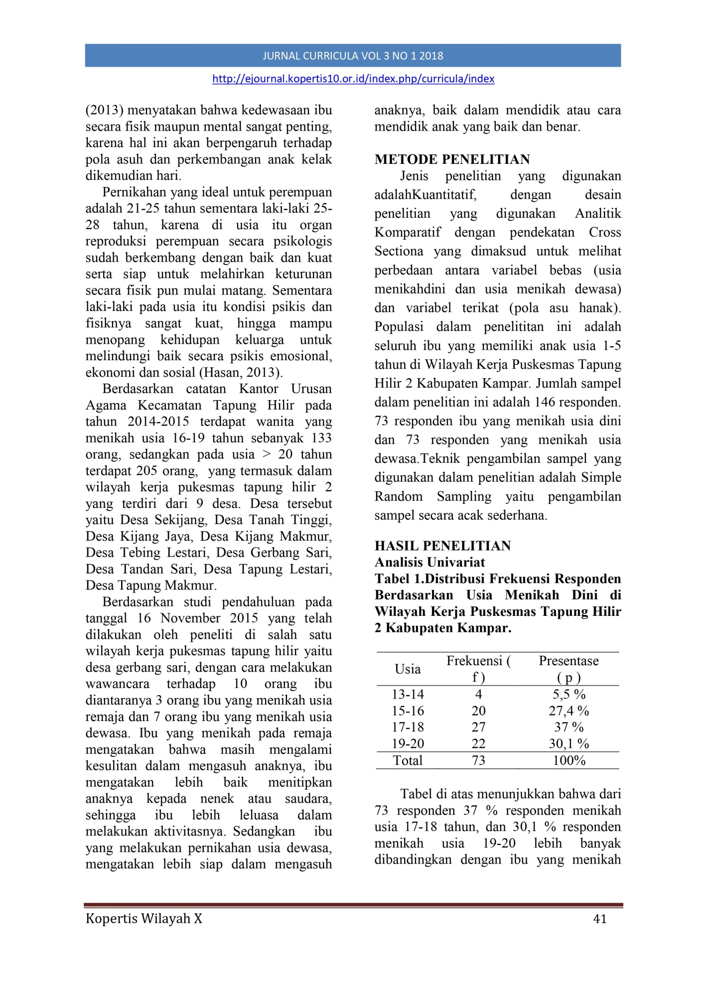 JURNAL CURRICULA VOL 3 NO 1 2018
http://ejournal.kopertis10.or.id/index.php/curricula/index
(2013) menyatakan bahwa kedewasaan ibu
secara fisik maupun mental sangat penting,
karena hal ini akan berpengaruh terhadap
pola asuh dan perkembangan anak kelak
dikemudian hari.
Pernikahan yang ideal untuk perempuan
adalah 21-25 tahun sementara laki-laki 25-
28 tahun, karena di usia itu organ
reproduksi perempuan secara psikologis
sudah berkembang dengan baik dan kuat
serta siap untuk melahirkan keturunan
secara fisik pun mulai matang. Sementara
laki-laki pada usia itu kondisi psikis dan
fisiknya sangat kuat, hingga mampu
menopang kehidupan keluarga untuk
melindungi baik secara psikis emosional,
ekonomi dan sosial (Hasan, 2013).
Berdasarkan catatan Kantor Urusan
Agama Kecamatan Tapung Hilir pada
tahun 2014-2015 terdapat wanita yang
menikah usia 16-19 tahun sebanyak 133
orang, sedangkan pada usia > 20 tahun
terdapat 205 orang, yang termasuk dalam
wilayah kerja pukesmas tapung hilir 2
yang terdiri dari 9 desa. Desa tersebut
yaitu Desa Sekijang, Desa Tanah Tinggi,
Desa Kijang Jaya, Desa Kijang Makmur,
Desa Tebing Lestari, Desa Gerbang Sari,
Desa Tandan Sari, Desa Tapung Lestari,
Desa Tapung Makmur.
Berdasarkan studi pendahuluan pada
tanggal 16 November 2015 yang telah
dilakukan oleh peneliti di salah satu
wilayah kerja pukesmas tapung hilir yaitu
desa gerbang sari, dengan cara melakukan
wawancara terhadap 10 orang ibu
diantaranya 3 orang ibu yang menikah usia
remaja dan 7 orang ibu yang menikah usia
dewasa. Ibu yang menikah pada remaja
mengatakan bahwa masih mengalami
kesulitan dalam mengasuh anaknya, ibu
mengatakan lebih baik menitipkan
anaknya kepada nenek atau saudara,
sehingga ibu lebih leluasa dalam
melakukan aktivitasnya. Sedangkan ibu
yang melakukan pernikahan usia dewasa,
mengatakan lebih siap dalam mengasuh
anaknya, baik dalam mendidik atau cara
mendidik anak yang baik dan benar.
METODE PENELITIAN
Jenis penelitian yang digunakan
adalahKuantitatif, dengan desain
penelitian yang digunakan Analitik
Komparatif dengan pendekatan Cross
Sectiona yang dimaksud untuk melihat
perbedaan antara variabel bebas (usia
menikahdini dan usia menikah dewasa)
dan variabel terikat (pola asu hanak).
Populasi dalam penelititan ini adalah
seluruh ibu yang memiliki anak usia 1-5
tahun di Wilayah Kerja Puskesmas Tapung
Hilir 2 Kabupaten Kampar. Jumlah sampel
dalam penelitian ini adalah 146 responden.
73 responden ibu yang menikah usia dini
dan 73 responden yang menikah usia
dewasa.Teknik pengambilan sampel yang
digunakan dalam penelitian adalah Simple
Random Sampling yaitu pengambilan
sampel secara acak sederhana.
HASIL PENELITIAN
Analisis Univariat
Tabel 1.Distribusi Frekuensi Responden
Berdasarkan Usia Menikah Dini di
Wilayah Kerja Puskesmas Tapung Hilir
2 Kabupaten Kampar.
Usia Frekuensi ( f ) Presentase ( p )
13-14 4 5,5 %
15-16 20 27,4 %
17-18 27 37 %
19-20 22 30,1 %
Total 73 100%
Tabel di atas menunjukkan bahwa dari
73 responden 37 % responden menikah
usia 17-18 tahun, dan 30,1 % responden
menikah usia 19-20 lebih banyak
dibandingkan dengan ibu yang menikah
Kopertis Wilayah X 41